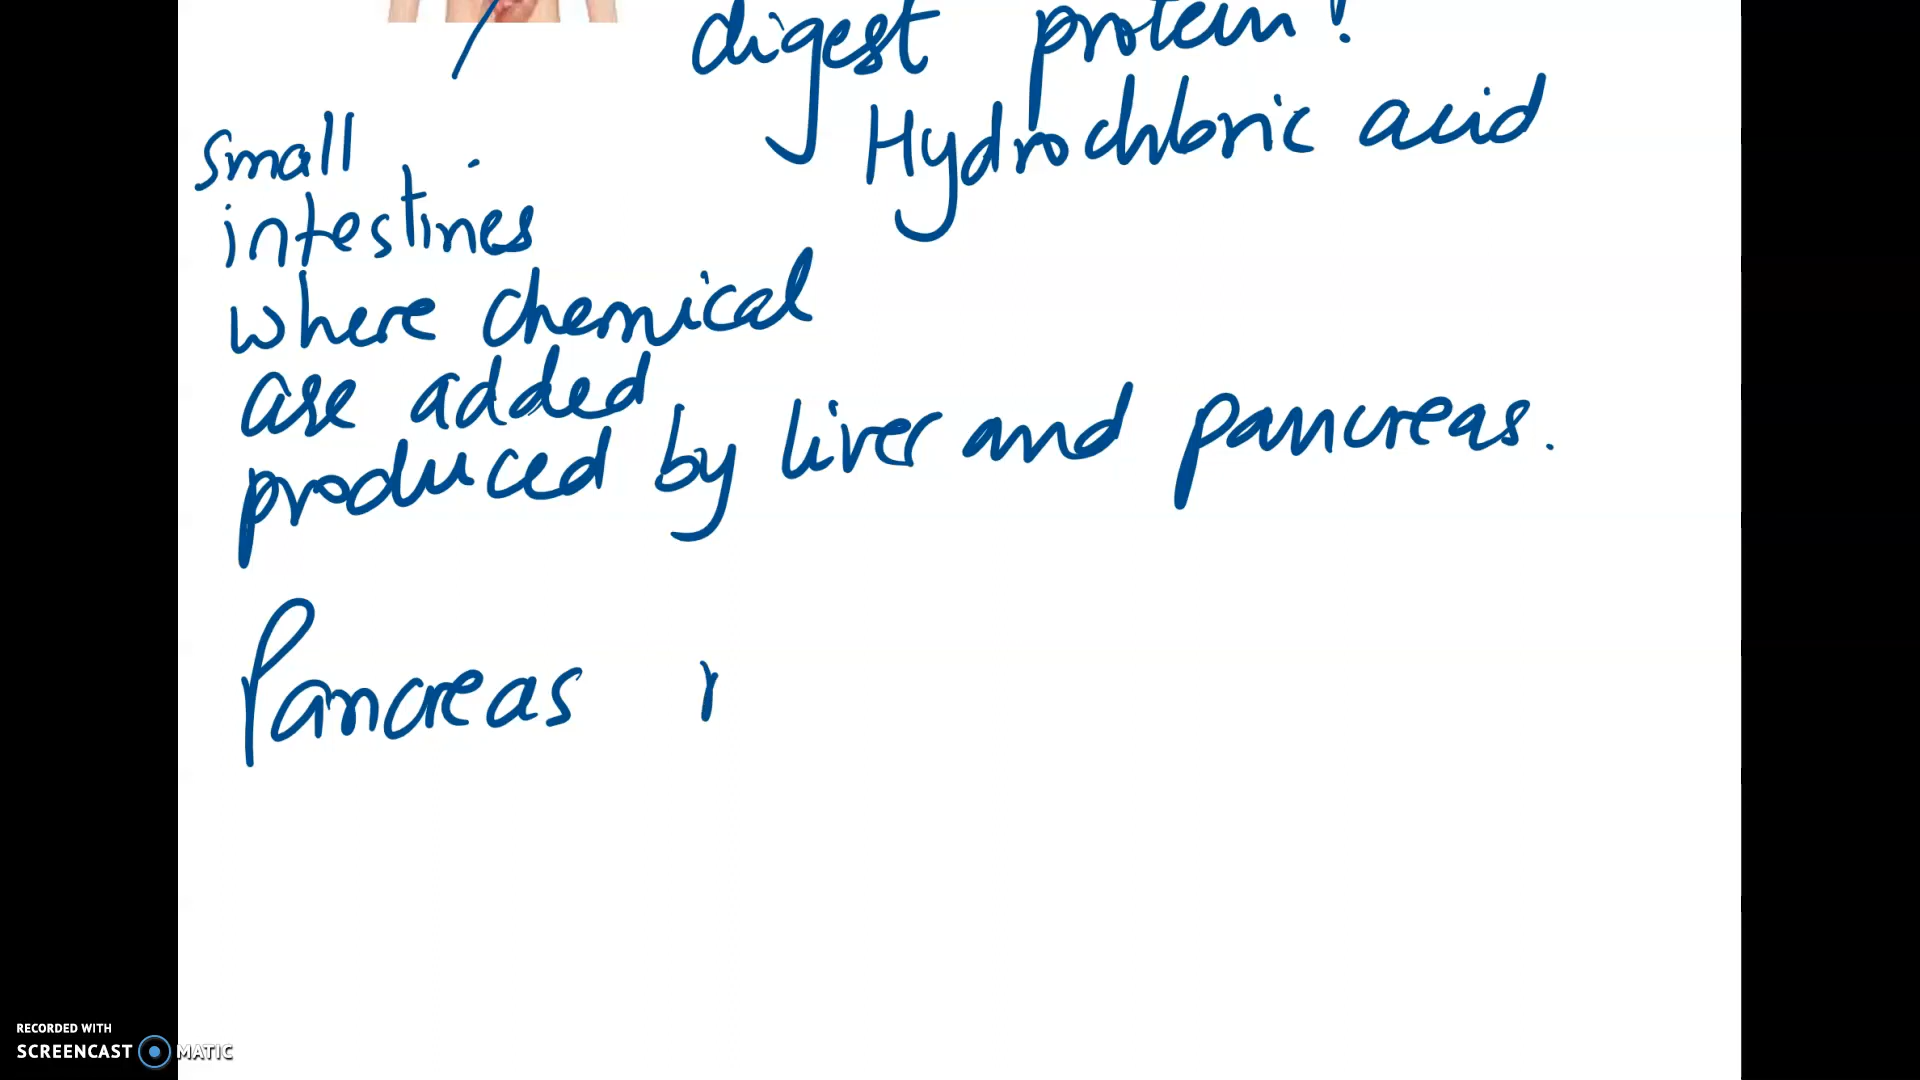 digest protein?
Hydrochloric acid
small
intestines
where chemical
are added
produced by liver and pancreas.
Pancreas
RECORDED WITH
SCREENCAST MATIC